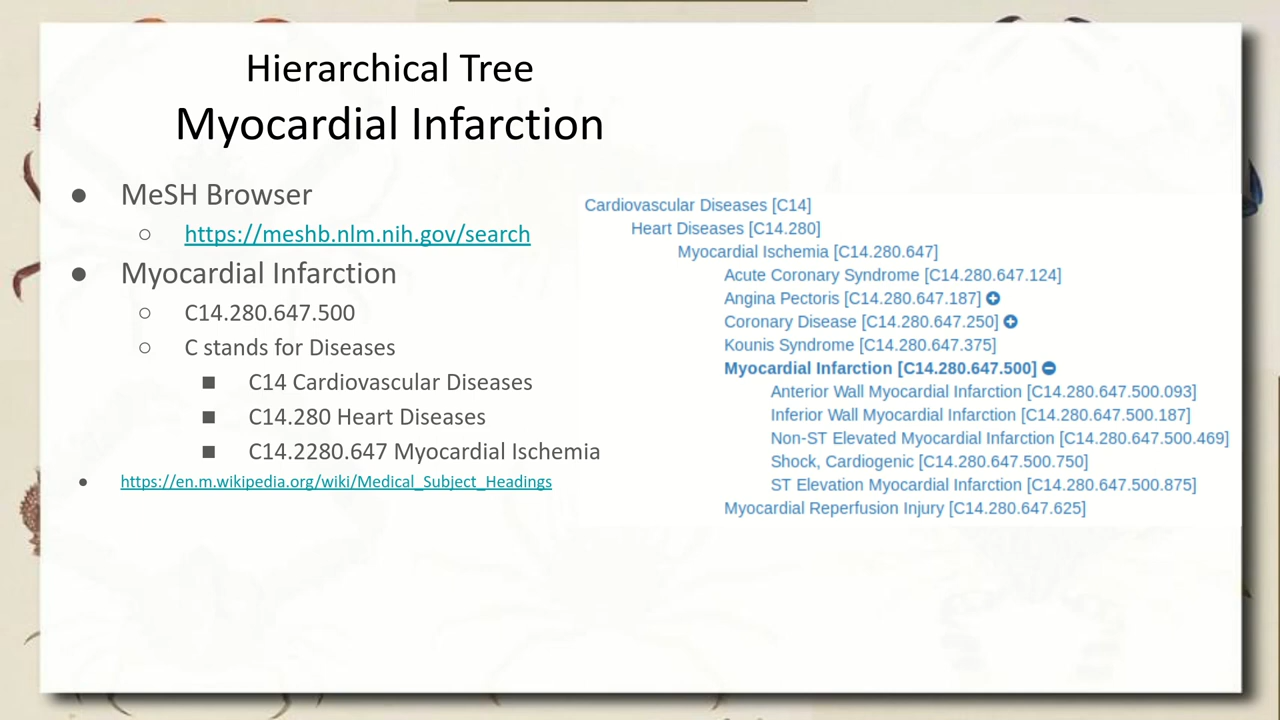 Hierarchical Tree
Myocardial Infarction
● MeSH Browser
○ https://meshb.nlm.nih.gov/search
● Myocardial Infarction
○ C14.280.647.500
○ C stands for Diseases
■ C14 Cardiovascular Diseases
■ C14.280 Heart Diseases
■ C14.2280.647 Myocardial Ischemia
● https://en.m.wikipedia.org/wiki/Medical_Subject_Headings
Cardiovascular Diseases [C14]
Heart Diseases [C14.280]
Myocardial Ischemia [C14.280.647]
Acute Coronary Syndrome [C14.280.647.124]
Angina Pectoris [C14.280.647.187]
Coronary Disease [C14.280.647.250]
Kounis Syndrome [C14.280.647.375]
Myocardial Infarction [C14.280.647.500]
Anterior Wall Myocardial Infarction [C14.280.647.500.093]
Inferior Wall Myocardial Infarction [C14.280.647.500.187]
Non-ST Elevated Myocardial Infarction [C14.280.647.500.469]
Shock, Cardiogenic [C14.280.647.500.750]
ST Elevation Myocardial Infarction [C14.280.647.500.875]
Myocardial Reperfusion Injury [C14.280.647.625]